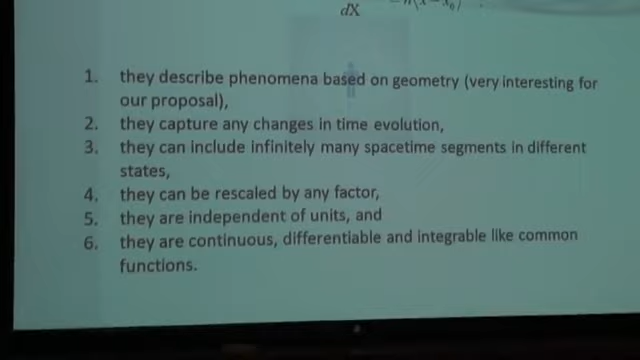 dX
1. they describe phenomena based on geometry (very interesting for
our proposal),
2. they capture any changes in time evolution,
3. they can include infinitely many spacetime segments in different
states,
4. they can be rescaled by any factor,
5. they are independent of units, and
6. they are continuous, differentiable and integrable like common
functions.